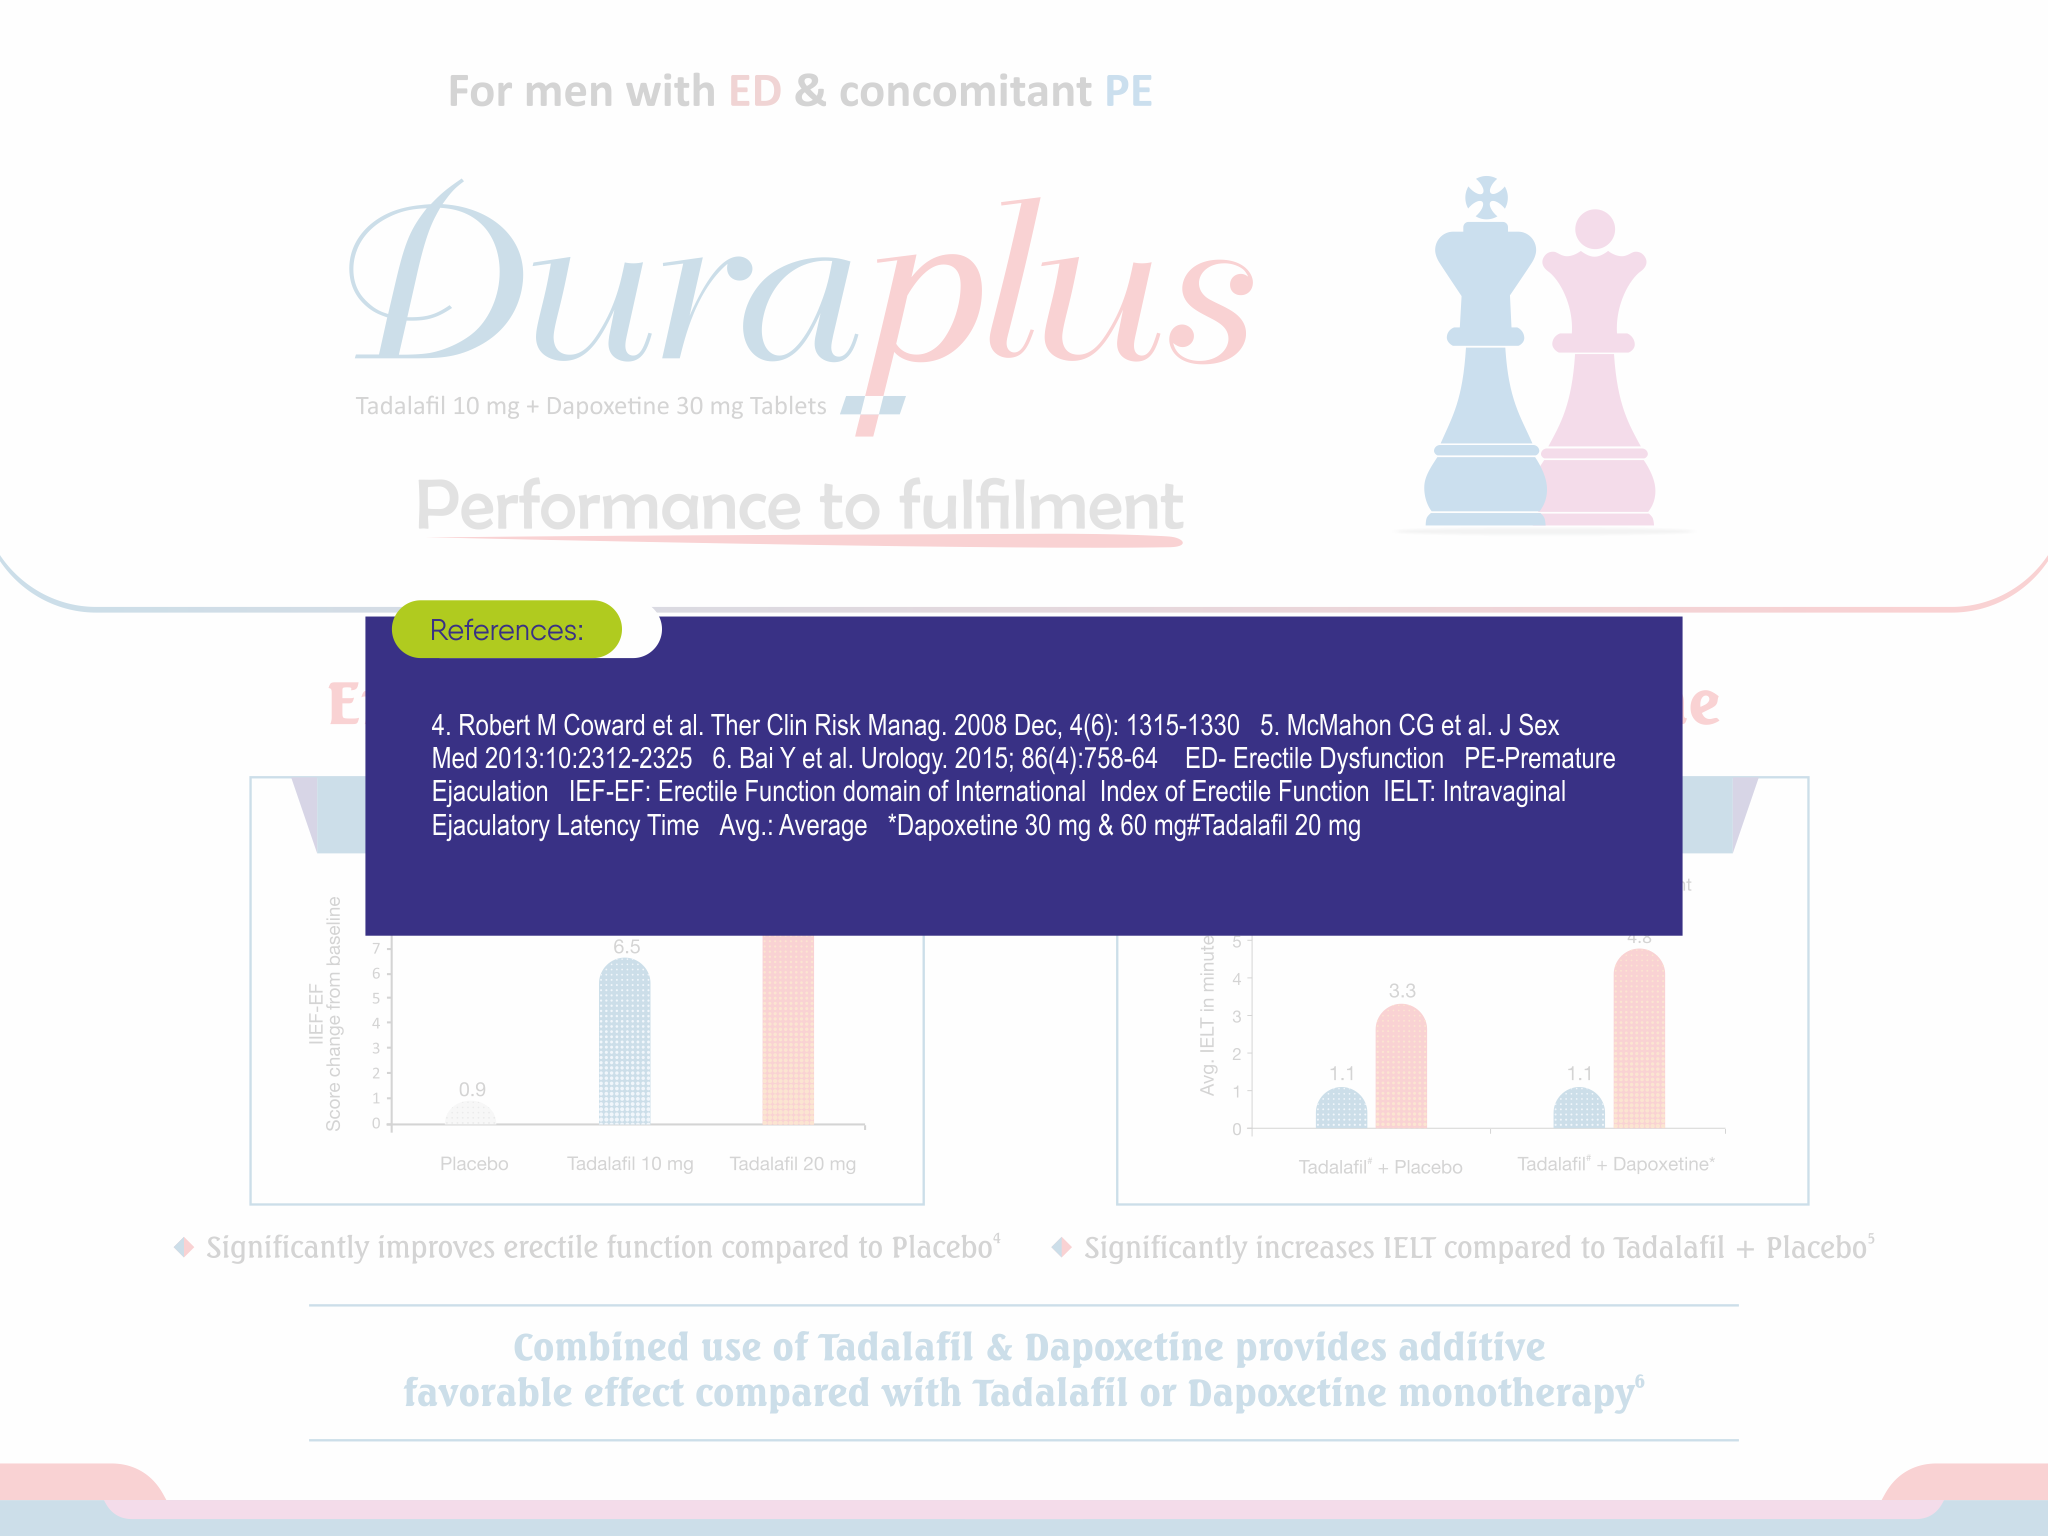 For men with ED & concomitant PE
Duraplus
Tadalafil 10 mg + Dapoxetine 30 mg Tablets
Performance to fulfilment
References:
4. Robert M Coward et al. Ther Clin Risk Manag. 2008 Dec, 4(6): 1315-1330 5. McMahon CG et al. J Sex
Med 2013:10:2312-2325 6. Bai Y et al. Urology. 2015; 86(4):758-64 ED- Erectile Dysfunction PE-Premature
Ejaculation IEF-EF: Erectile Function domain of International Index of Erectile Function IELT: Intravaginal
Ejaculatory Latency Time Avg.: Average *Dapoxetine 30 mg & 60 mg#Tadalafil 20 mg
IIEF-EF
Score change from baseline
7
6
5
4
3
2
1
0
0.9
6.5
Placebo
Tadalafil 10 mg
Tadalafil 20 mg
Avg. IELT in minute
5
4
3
2
1
0
1.1
3.3
1.1
4.8
Tadalafil# + Placebo
Tadalafil# + Dapoxetine*
Significantly improves erectile function compared to Placebo4
Significantly increases IELT compared to Tadalafil + Placebo5
Combined use of Tadalafil & Dapoxetine provides additive
favorable effect compared with Tadalafil or Dapoxetine monotherapy6